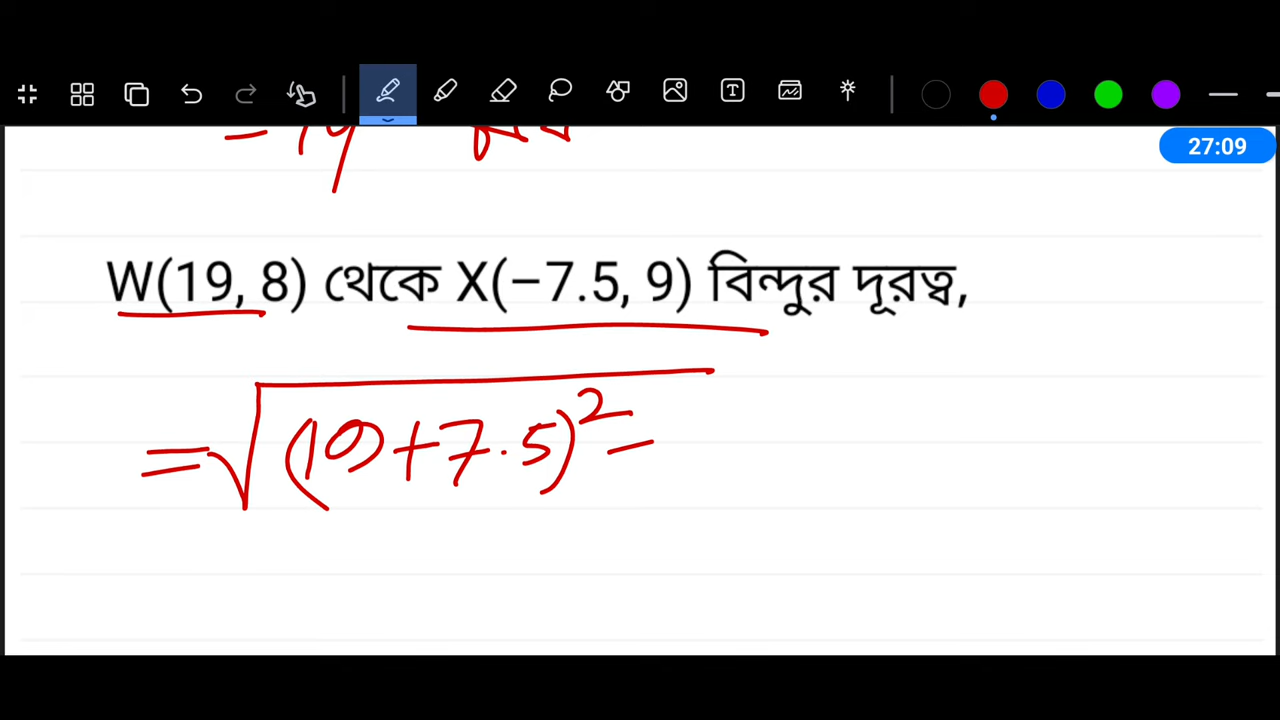 27:09
W(19, 8) থেকে X(−7.5, 9) বিন্দুর দূরত্ব,
= √(19+7.5)² −